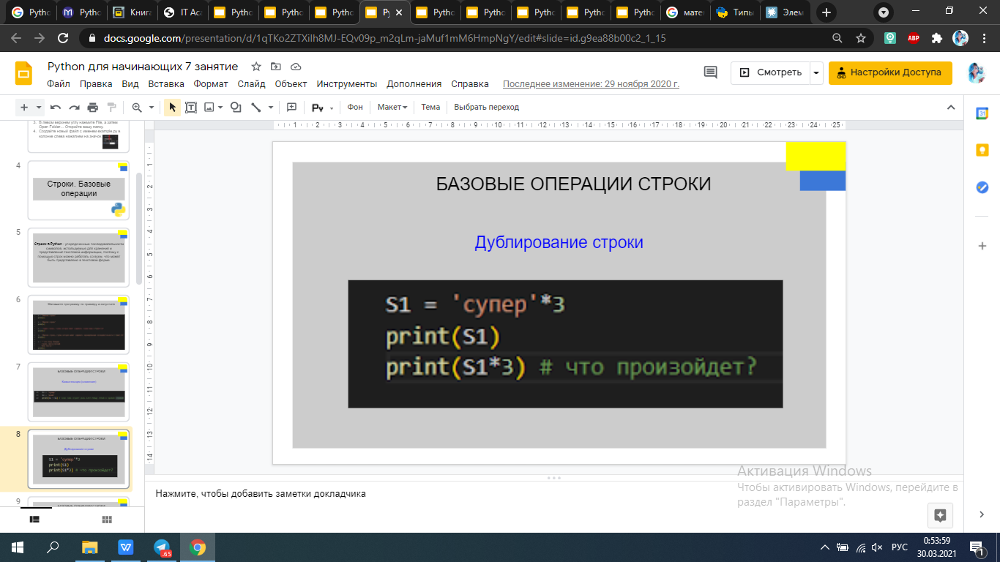 Pytho
Pytho
Книга
IT Aca
Pytho
Pytho
Pytho
Py
Pytho
Pytho
Pytho
Pytho
Pytho
мате
Типы
Элем
docs.google.com/presentation/d/1qTKo2ZTXiIh8MJ-EQv09p_m2qLm-jaMuf1mM6HmpNgY/edit#slide=id.g9ea88b00c2_1_15
ABP
Python для начинающих 7 занятие
Файл Правка Вид Вставка Формат Слайд Объект Инструменты Дополнения Справка
Последнее изменение: 29 ноября 2020 г.
Смотреть
Настройки Доступа
Фон Макет Тема Выбрать переход
1 2 3 4 5 6 7 8 9 10 11 12 13 14 15 16 17 18 19 20 21 22 23 24 25
1 2 3 4 5 6 7 8 9 10 11 12 13 14
3. В левом верхнем углу нажмите File, а затем
Open Folder... Откройте вашу папку.
4. Создайте новый файл с именем example.py в
колонке слева нажатием на значок
4
Строки. Базовые
операции
5
Строки в Python - упорядоченные последовательности
символов, используемые для хранения и
представления текстовой информации, поэтому с
помощью строк можно работать со всем, что может
быть представлено в текстовой форме.
6
Напишите программу по примеру и запустите
7
БАЗОВЫЕ ОПЕРАЦИИ СТРОКИ
8
БАЗОВЫЕ ОПЕРАЦИИ СТРОКИ
Дублирование строки
S1 = 'супер'*3
print(S1)
print(S1*3) # что произойдет?
9
БАЗОВЫЕ ОПЕРАЦИИ СТРОКИ
БАЗОВЫЕ ОПЕРАЦИИ СТРОКИ
Дублирование строки
S1 = 'супер'*3
print(S1)
print(S1*3) # что произойдет?
Нажмите, чтобы добавить заметки докладчика
31
Активация Windows
Чтобы активировать Windows, перейдите в
раздел "Параметры".
W
.65
РУС
0:53:59
30.03.2021
1